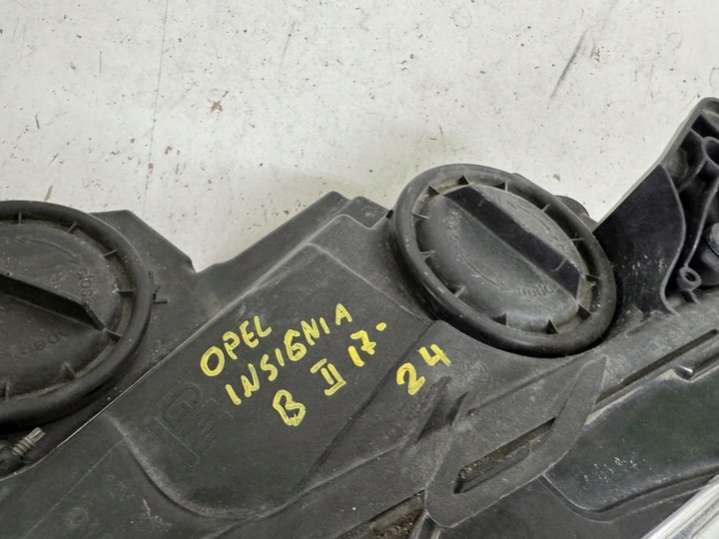 OPEL
INSIGNIA
B II 17-
24